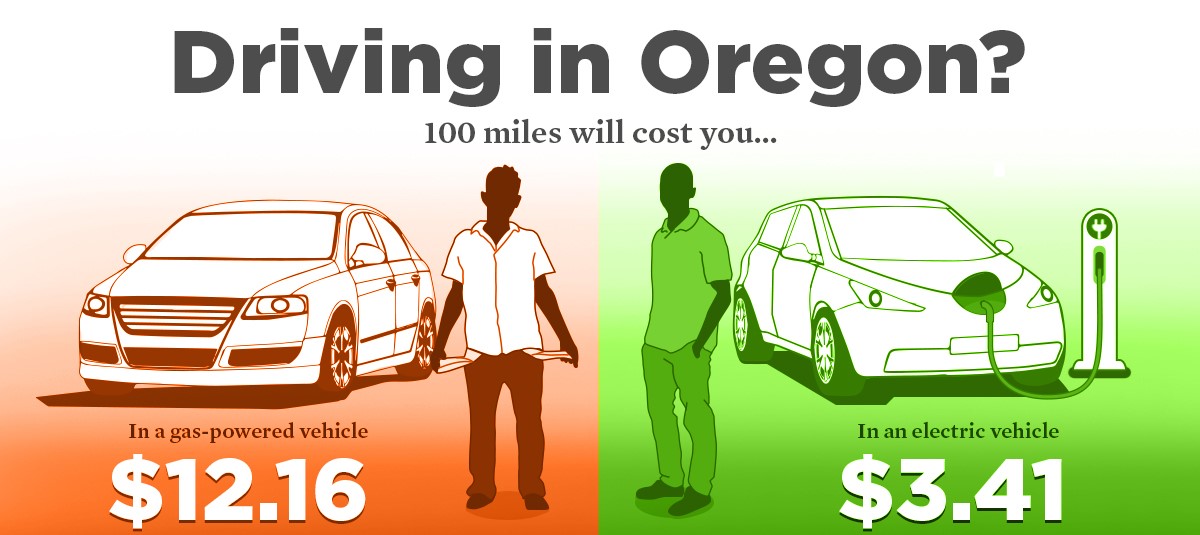 Driving in Oregon?
100 miles will cost you...
In a gas-powered vehicle
$12.16
In an electric vehicle
$3.41